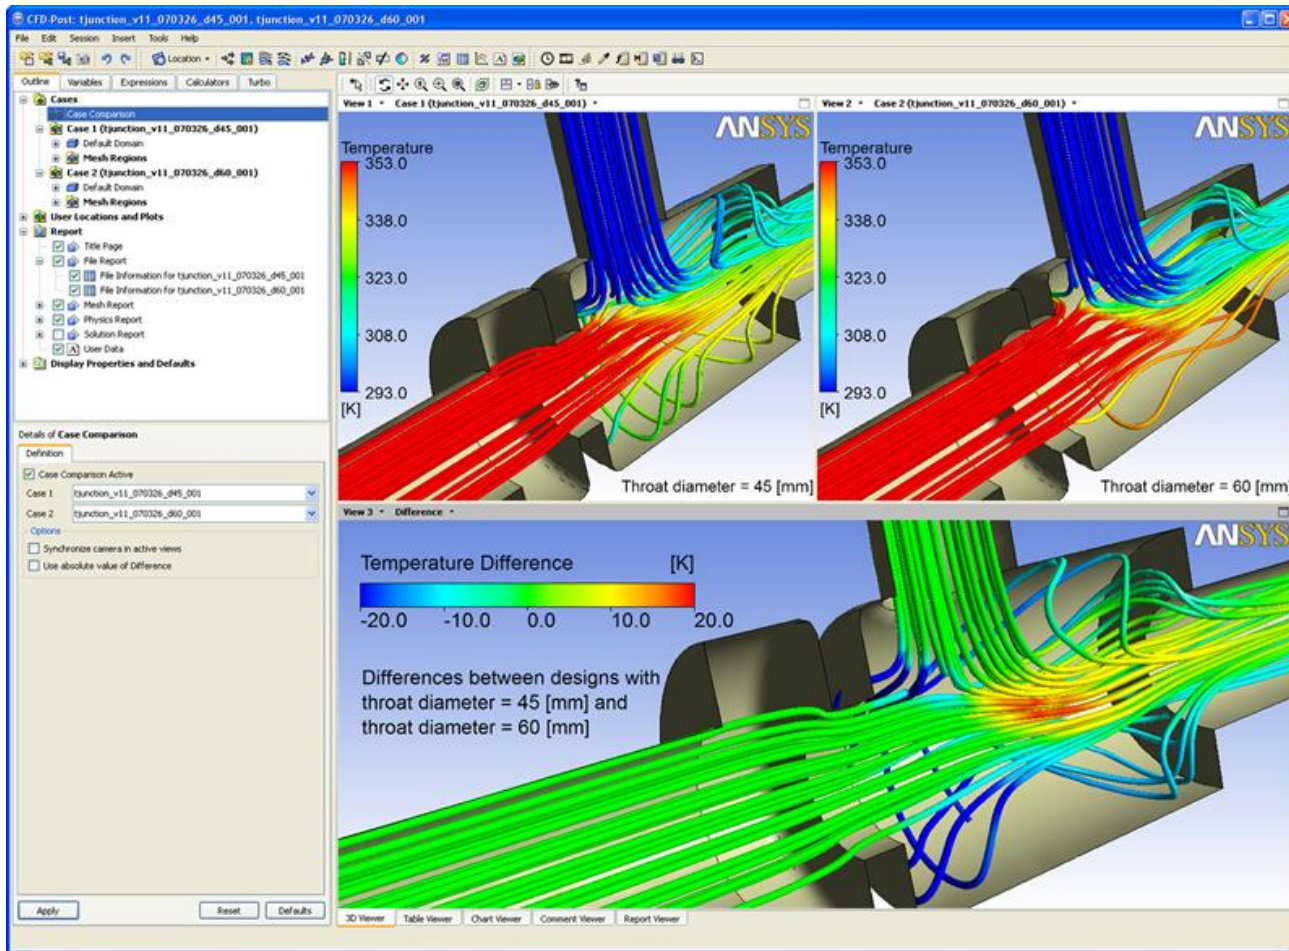 CFD-Post: tjunction_v11_070326_d45_001, tjunction_v11_070326_d60_001
File Edit Session Insert Tools Help
Location
Outline Variables Expressions Calculators Turbo
Cases
Case Comparison
Case 1 (tjunction_v11_070326_d45_001)
Default Domain
Mesh Regions
Case 2 (tjunction_v11_070326_d60_001)
Default Domain
Mesh Regions
User Locations and Plots
Report
Title Page
File Report
File Information for tjunction_v11_070326_d45_001
File Information for tjunction_v11_070326_d60_001
Mesh Report
Physics Report
Solution Report
A User Data
Display Properties and Defaults
Details of Case Comparison
Definition
Case Comparison Active
Case 1 tjunction_v11_070326_d45_001
Case 2 tjunction_v11_070326_d60_001
Options
Synchronize camera in active views
Use absolute value of Difference
Apply Reset Defaults
View 1 Case 1 (tjunction_v11_070326_d45_001)
ANSYS
Temperature
353.0
338.0
323.0
308.0
293.0
[K]
Throat diameter = 45 [mm]
View 2 Case 2 (tjunction_v11_070326_d60_001)
ANSYS
Temperature
353.0
338.0
323.0
308.0
293.0
[K]
Throat diameter = 60 [mm]
View 3 Difference
ANSYS
Temperature Difference [K]
-20.0 -10.0 0.0 10.0 20.0
Differences between designs with
throat diameter = 45 [mm] and
throat diameter = 60 [mm]
3D Viewer Table Viewer Chart Viewer Comment Viewer Report Viewer